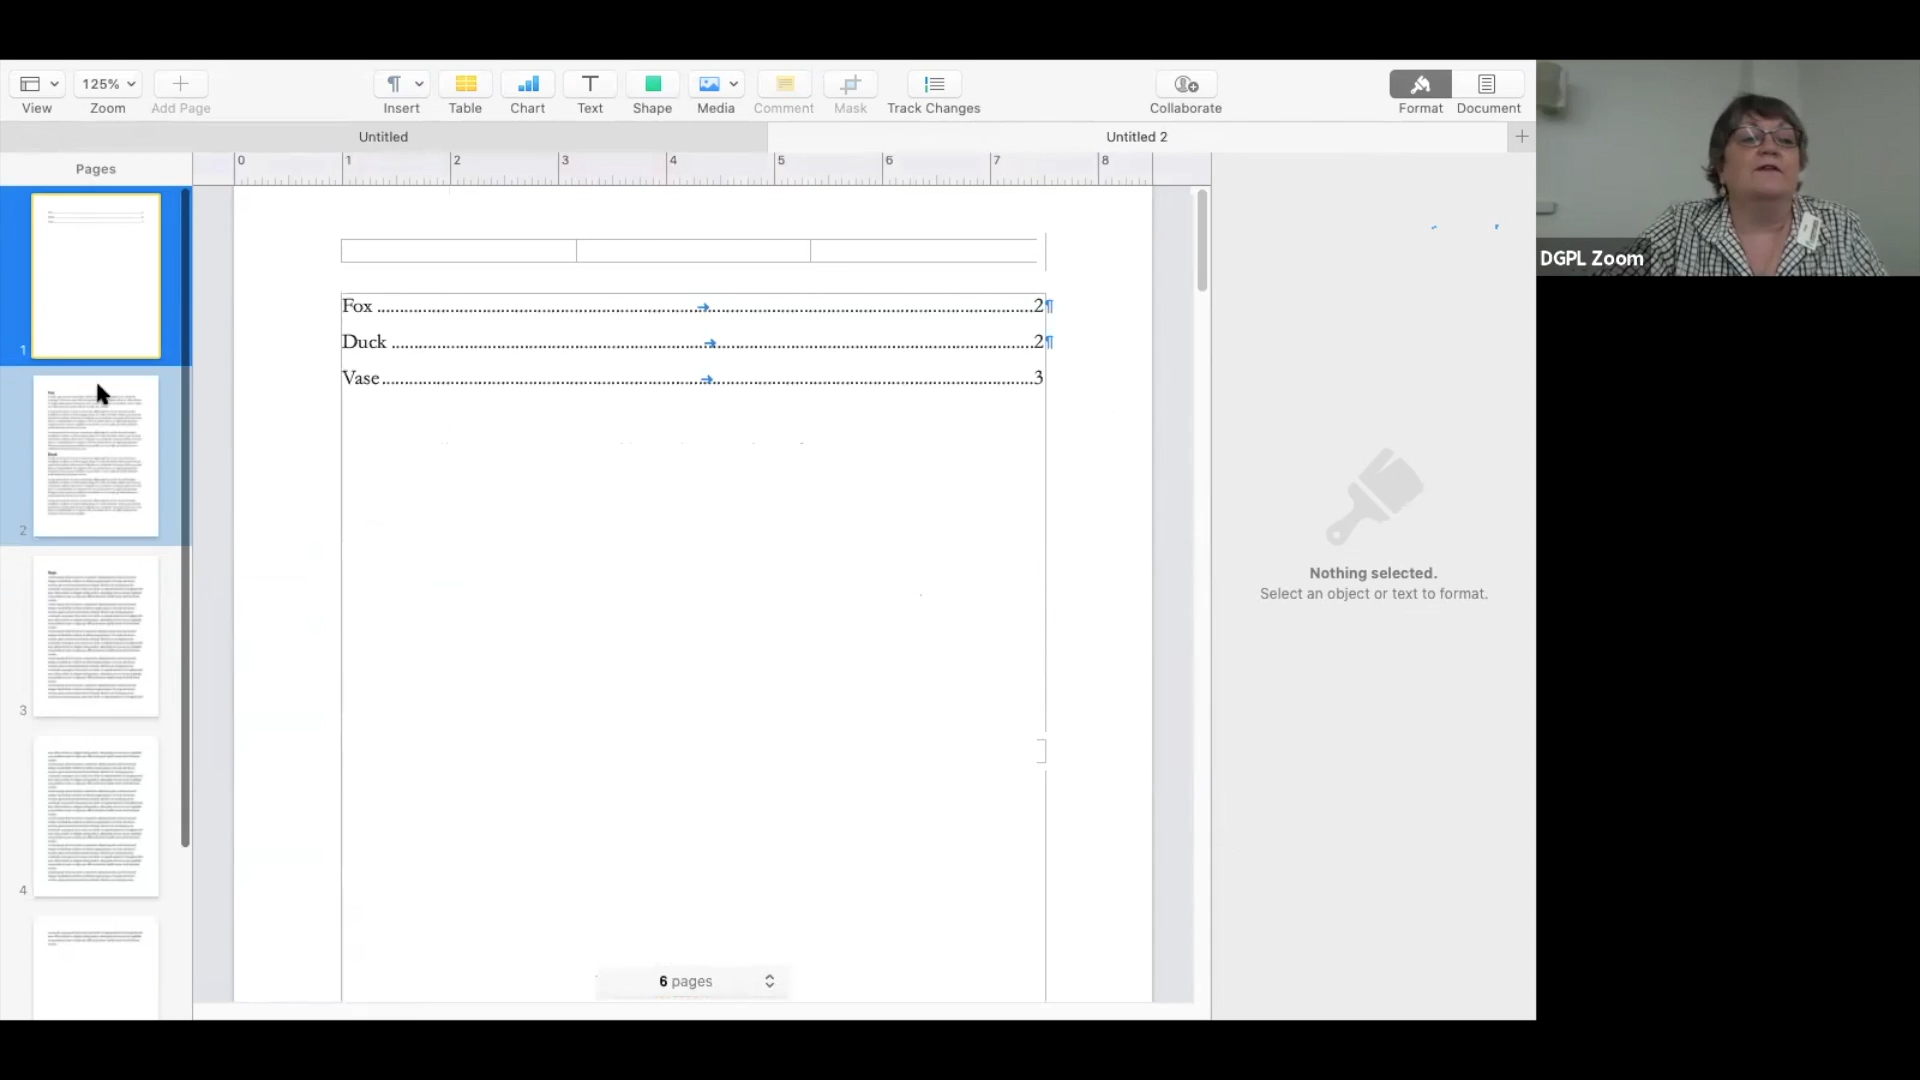 125%
View Zoom Add Page Insert Table Chart Text Shape Media Comment Mask Track Changes Collaborate Format Document
Untitled
Untitled 2
Pages
0 1 2 3 4 5 6 7 8
Fox ................................................................→................................................................2¶
Duck ................................................................→................................................................2¶
Vase ................................................................→................................................................3
1
2
3
4
Nothing selected.
Select an object or text to format.
6 pages
DGPL Zoom